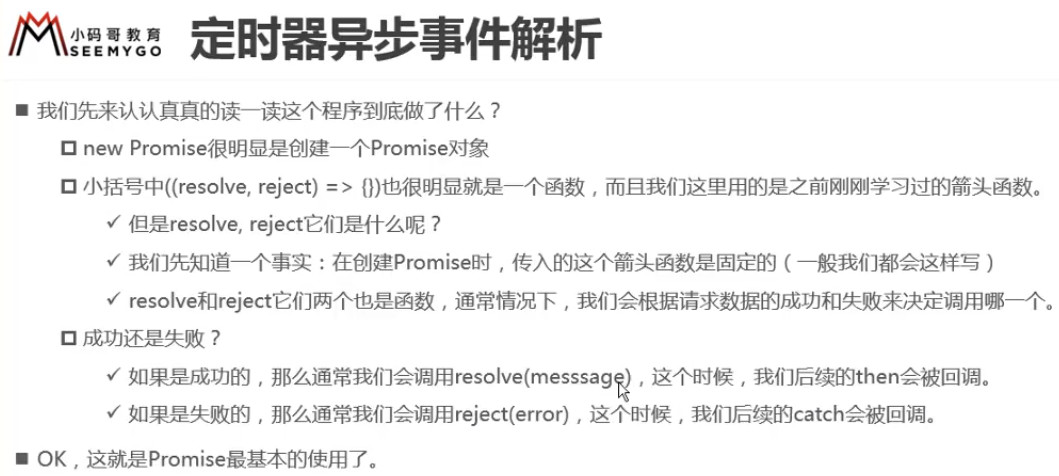 小码哥教育
SEEMYGO
定时器异步事件解析
我们先来认认真真的读一读这个程序到底做了什么？
new Promise很明显是创建一个Promise对象
小括号中((resolve, reject) => {})也很明显就是一个函数，而且我们这里用的是之前刚刚学习过的箭头函数。
但是resolve, reject它们是什么呢？
我们先知道一个事实：在创建Promise时，传入的这个箭头函数是固定的（一般我们都会这样写）
resolve和reject它们两个也是函数，通常情况下，我们会根据请求数据的成功和失败来决定调用哪一个。
成功还是失败？
如果是成功的，那么通常我们会调用resolve(messsage)，这个时候，我们后续的then会被回调。
如果是失败的，那么通常我们会调用reject(error)，这个时候，我们后续的catch会被回调。
OK，这就是Promise最基本的使用了。